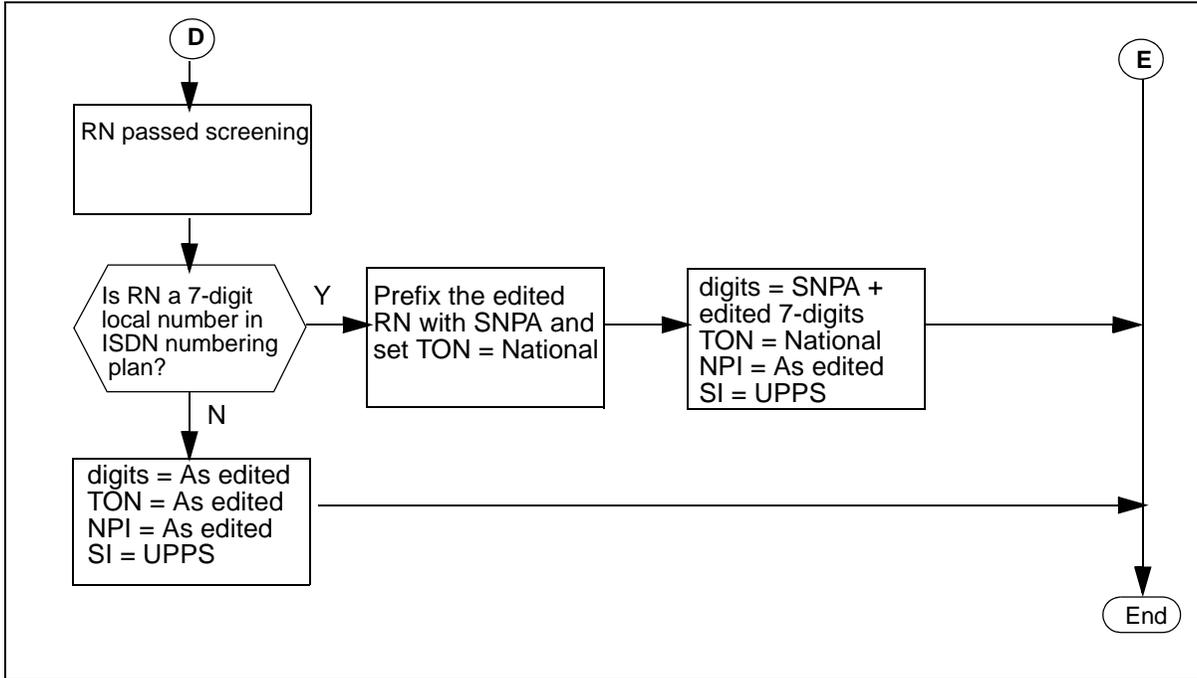 D
E
RN passed screening
Is RN a 7-digit
local number in
ISDN numbering
plan?
Y
Prefix the edited
RN with SNPA and
set TON = National
digits = SNPA +
edited 7-digits
TON = National
NPI = As edited
SI = UPPS
N
digits = As edited
TON = As edited
NPI = As edited
SI = UPPS
End